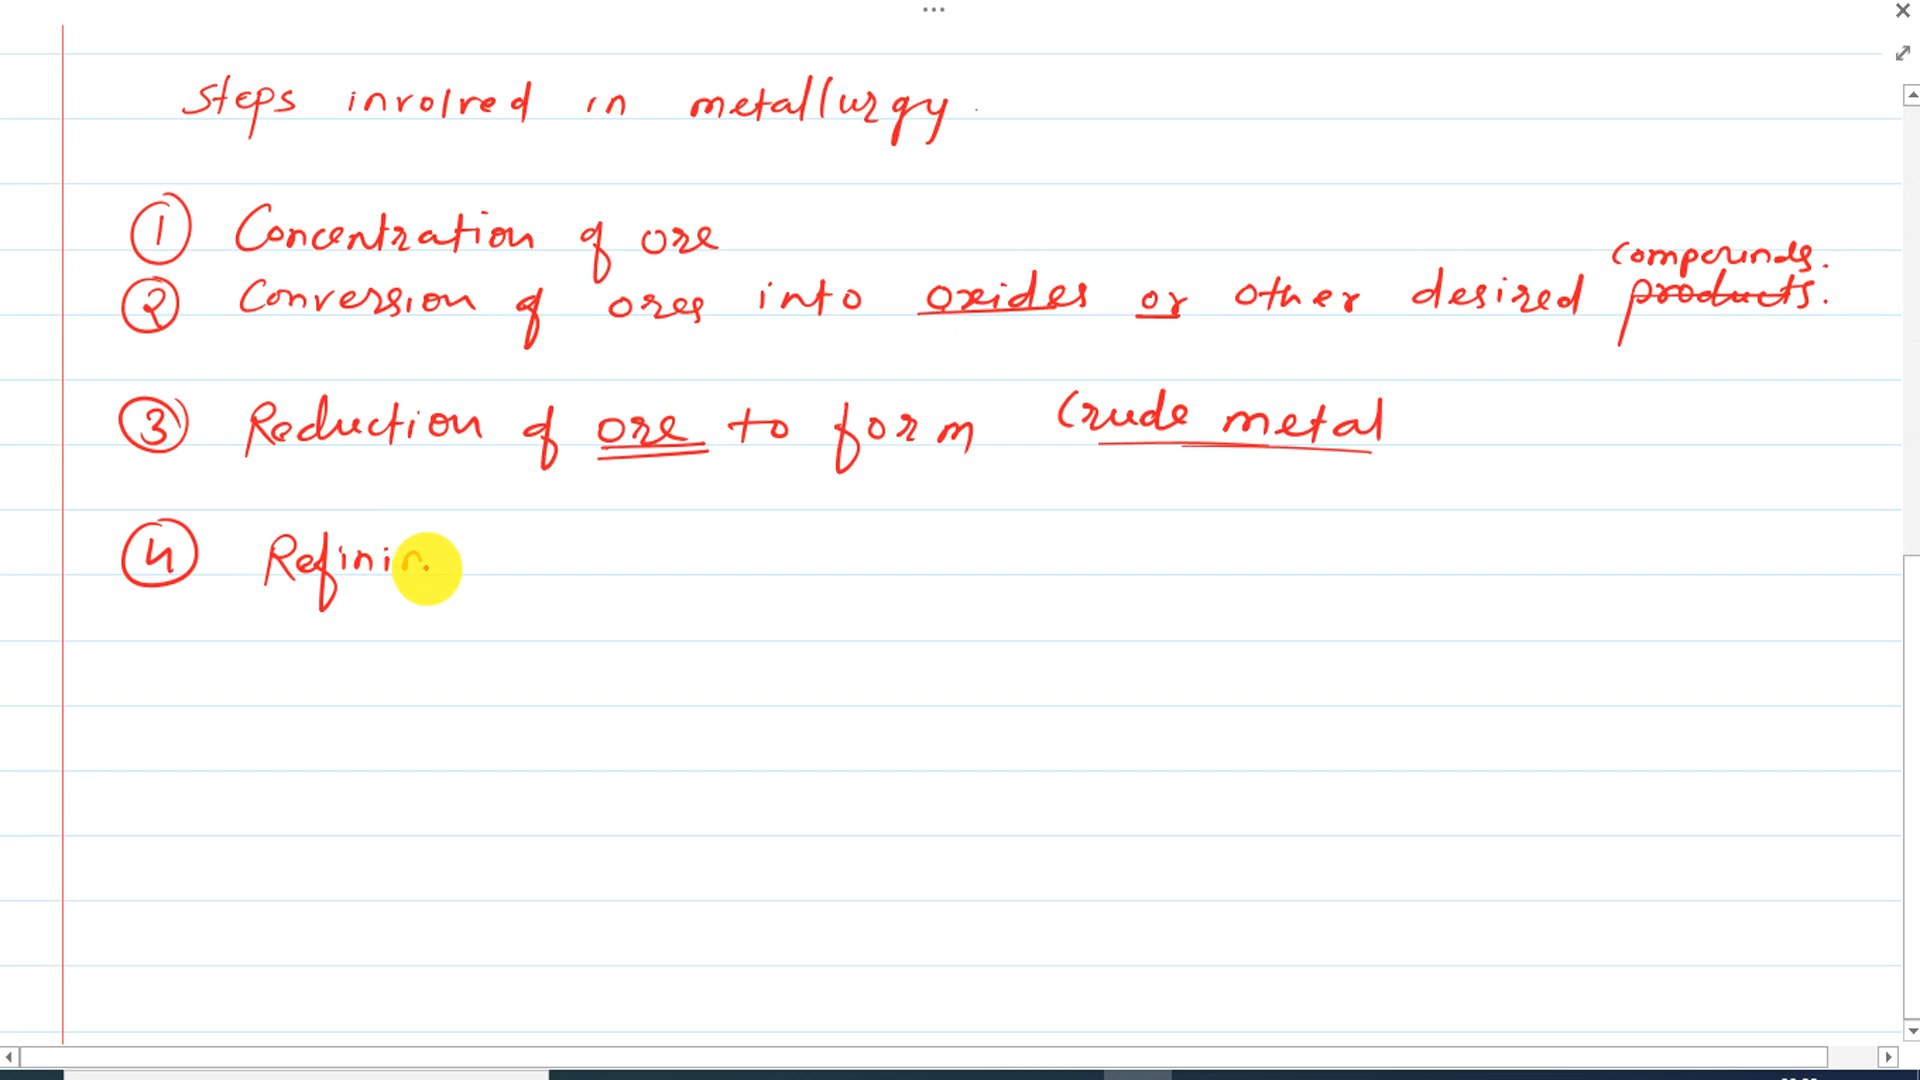 Steps involved in metallurgy.
① Concentration of ore
compounds.
② Conversion of ores into oxides or other desired products.
③ Reduction of ore to form Crude metal
④ Refinin